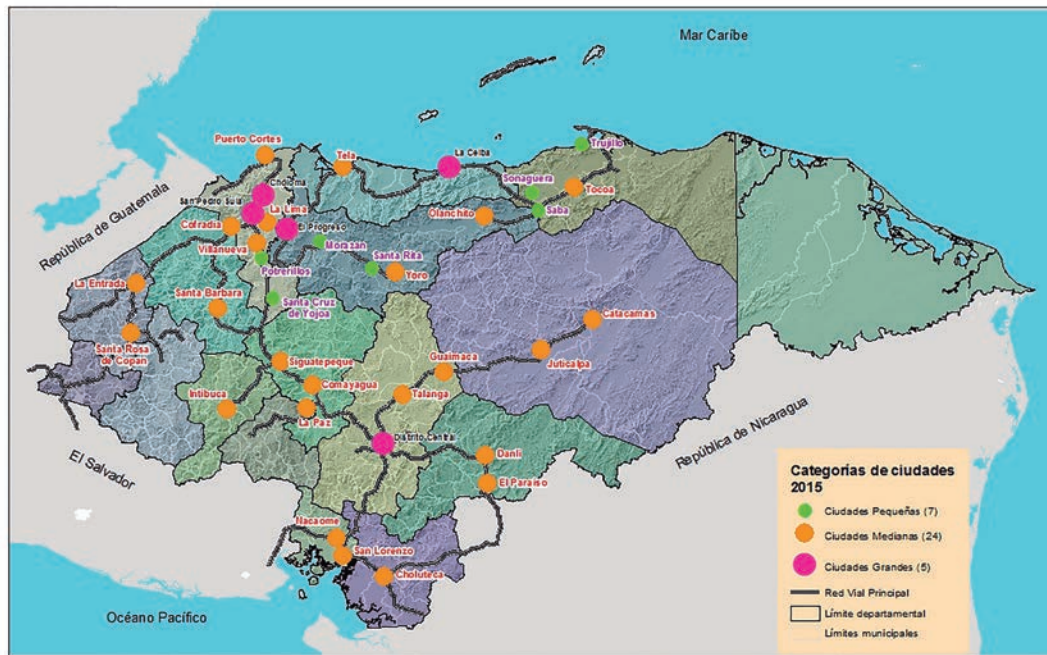 Mar Caribe
Puerto Cortes
Tela
La Ceiba
Trujillo
Choloma
Sonaguera
San Pedro Sula
Tocoa
La Lima
Olanchito
Saba
República de Guatemala
Cofradia
El Progreso
Villanueva
Morazan
Santa Rita
Potrerillos
Yoro
La Entrada
Santa Barbara
Santa Cruz
de Yojoa
Catacamas
Santa Rosa
de Copan
Siguatepeque
Guaimaca
Juticalpa
Comayagua
Intibuca
Talanga
La Paz
Distrito Central
República de Nicaragua
El Salvador
Danli
El Paraiso
Nacaome
San Lorenzo
Choluteca
Océano Pacífico
Categorías de ciudades
2015
Ciudades Pequeñas (7)
Ciudades Medianas (24)
Ciudades Grandes (5)
Red Vial Principal
Límite departamental
Límites municipales